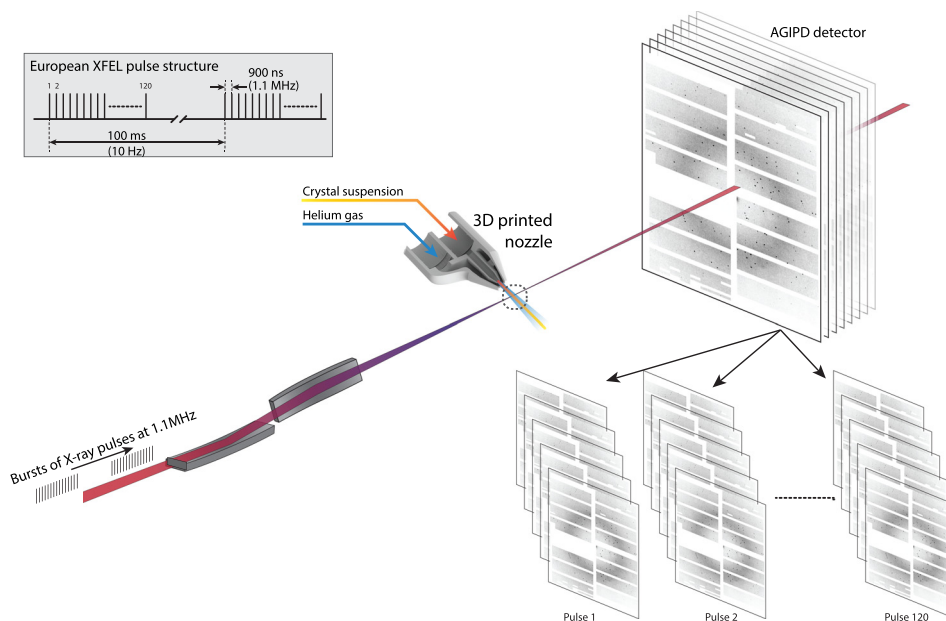 AGIPD detector
European XFEL pulse structure
900 ns
(1.1 MHz)
1 2
120
100 ms
(10 Hz)
Crystal suspension
Helium gas
3D printed
nozzle
Bursts of X-ray pulses at 1.1MHz
Pulse 1
Pulse 2
Pulse 120